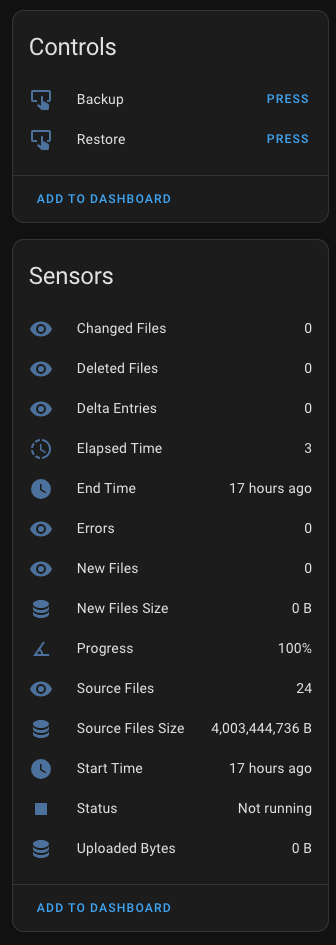 Controls
Backup PRESS
Restore PRESS
ADD TO DASHBOARD
Sensors
Changed Files 0
Deleted Files 0
Delta Entries 0
Elapsed Time 3
End Time 17 hours ago
Errors 0
New Files 0
New Files Size 0 B
Progress 100%
Source Files 24
Source Files Size 4,003,444,736 B
Start Time 17 hours ago
Status Not running
Uploaded Bytes 0 B
ADD TO DASHBOARD